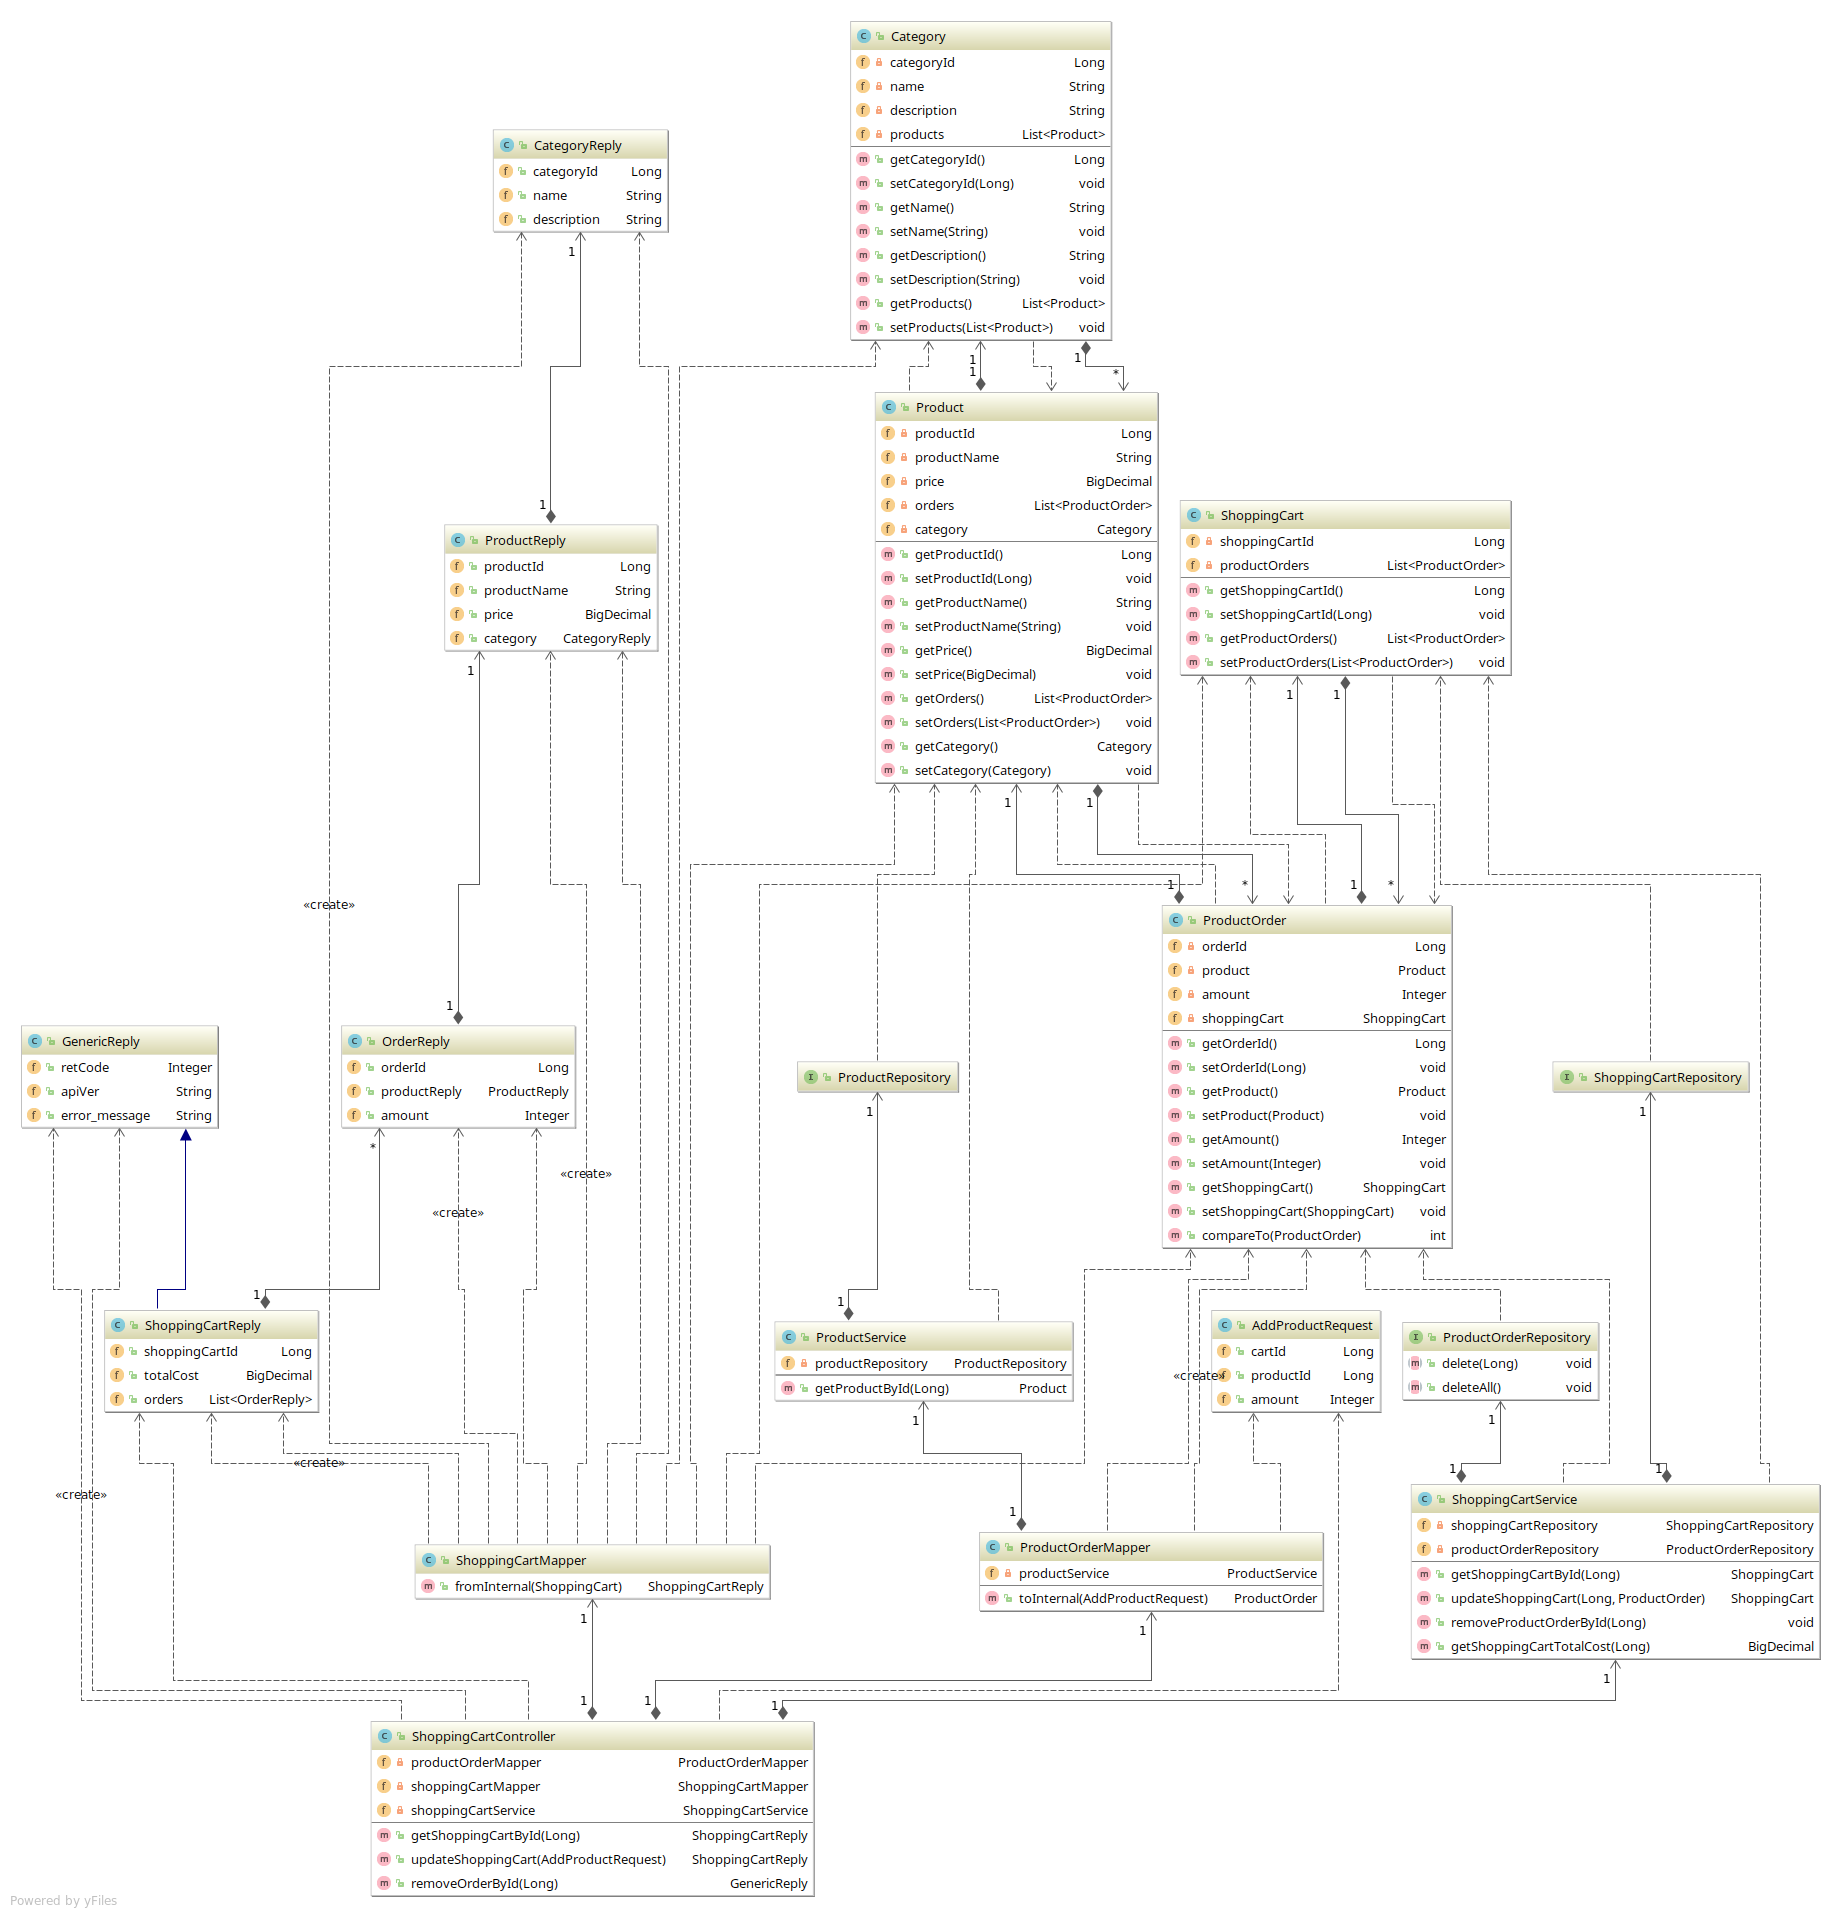 Category
categoryId Long
name String
description String
products List<Product>
getCategoryId() Long
setCategoryId(Long) void
getName() String
setName(String) void
getDescription() String
setDescription(String) void
getProducts() List<Product>
setProducts(List<Product>) void
CategoryReply
categoryId Long
name String
description String
1
1
1
1
*
Product
productId Long
productName String
price BigDecimal
orders List<ProductOrder>
category Category
getProductId() Long
setProductId(Long) void
getProductName() String
setProductName(String) void
getPrice() BigDecimal
setPrice(BigDecimal) void
getOrders() List<ProductOrder>
setOrders(List<ProductOrder>) void
getCategory() Category
setCategory(Category) void
ShoppingCart
shoppingCartId Long
productOrders List<ProductOrder>
getShoppingCartId() Long
setShoppingCartId(Long) void
getProductOrders() List<ProductOrder>
setProductOrders(List<ProductOrder>) void
1
ProductReply
productId Long
productName String
price BigDecimal
category CategoryReply
1
1
1
1
1
1
*
1
*
«create»
ProductOrder
orderId Long
product Product
amount Integer
shoppingCart ShoppingCart
getOrderId() Long
setOrderId(Long) void
getProduct() Product
setProduct(Product) void
getAmount() Integer
setAmount(Integer) void
getShoppingCart() ShoppingCart
setShoppingCart(ShoppingCart) void
compareTo(ProductOrder) int
1
GenericReply
retCode Integer
apiVer String
error_message String
OrderReply
orderId Long
productReply ProductReply
amount Integer
ProductRepository
ShoppingCartRepository
1
1
*
«create»
«create»
1
1
ShoppingCartReply
shoppingCartId Long
totalCost BigDecimal
orders List<OrderReply>
ProductService
productRepository ProductRepository
getProductById(Long) Product
AddProductRequest
cartId Long
productId Long
amount Integer
«create»
ProductOrderRepository
delete(Long) void
deleteAll() void
1
1
«create»
1
1
«create»
1
ShoppingCartMapper
fromInternal(ShoppingCart) ShoppingCartReply
ProductOrderMapper
productService ProductService
toInternal(AddProductRequest) ProductOrder
ShoppingCartService
shoppingCartRepository ShoppingCartRepository
productOrderRepository ProductOrderRepository
getShoppingCartById(Long) ShoppingCart
updateShoppingCart(Long, ProductOrder) ShoppingCart
removeProductOrderById(Long) void
getShoppingCartTotalCost(Long) BigDecimal
1
1
1
1
1
1
ShoppingCartController
productOrderMapper ProductOrderMapper
shoppingCartMapper ShoppingCartMapper
shoppingCartService ShoppingCartService
getShoppingCartById(Long) ShoppingCartReply
updateShoppingCart(AddProductRequest) ShoppingCartReply
removeOrderById(Long) GenericReply
Powered by yFiles